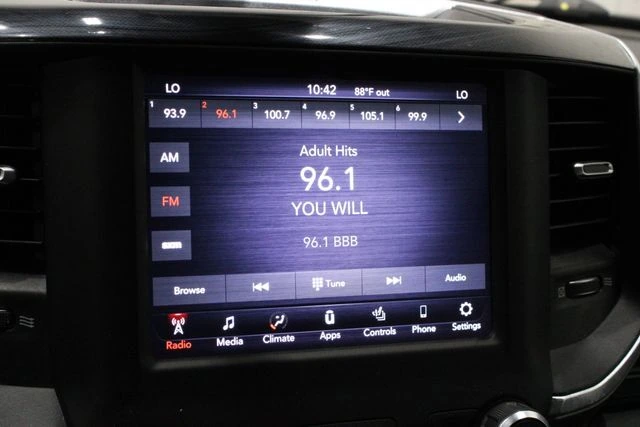 LO 10:42 88°F out LO
1 93.9 2 96.1 3 100.7 4 96.9 5 105.1 6 99.9
Adult Hits
AM
96.1
FM
YOU WILL
96.1 BBB
Browse Tune Audio
Radio Media Climate Apps Controls Phone Settings